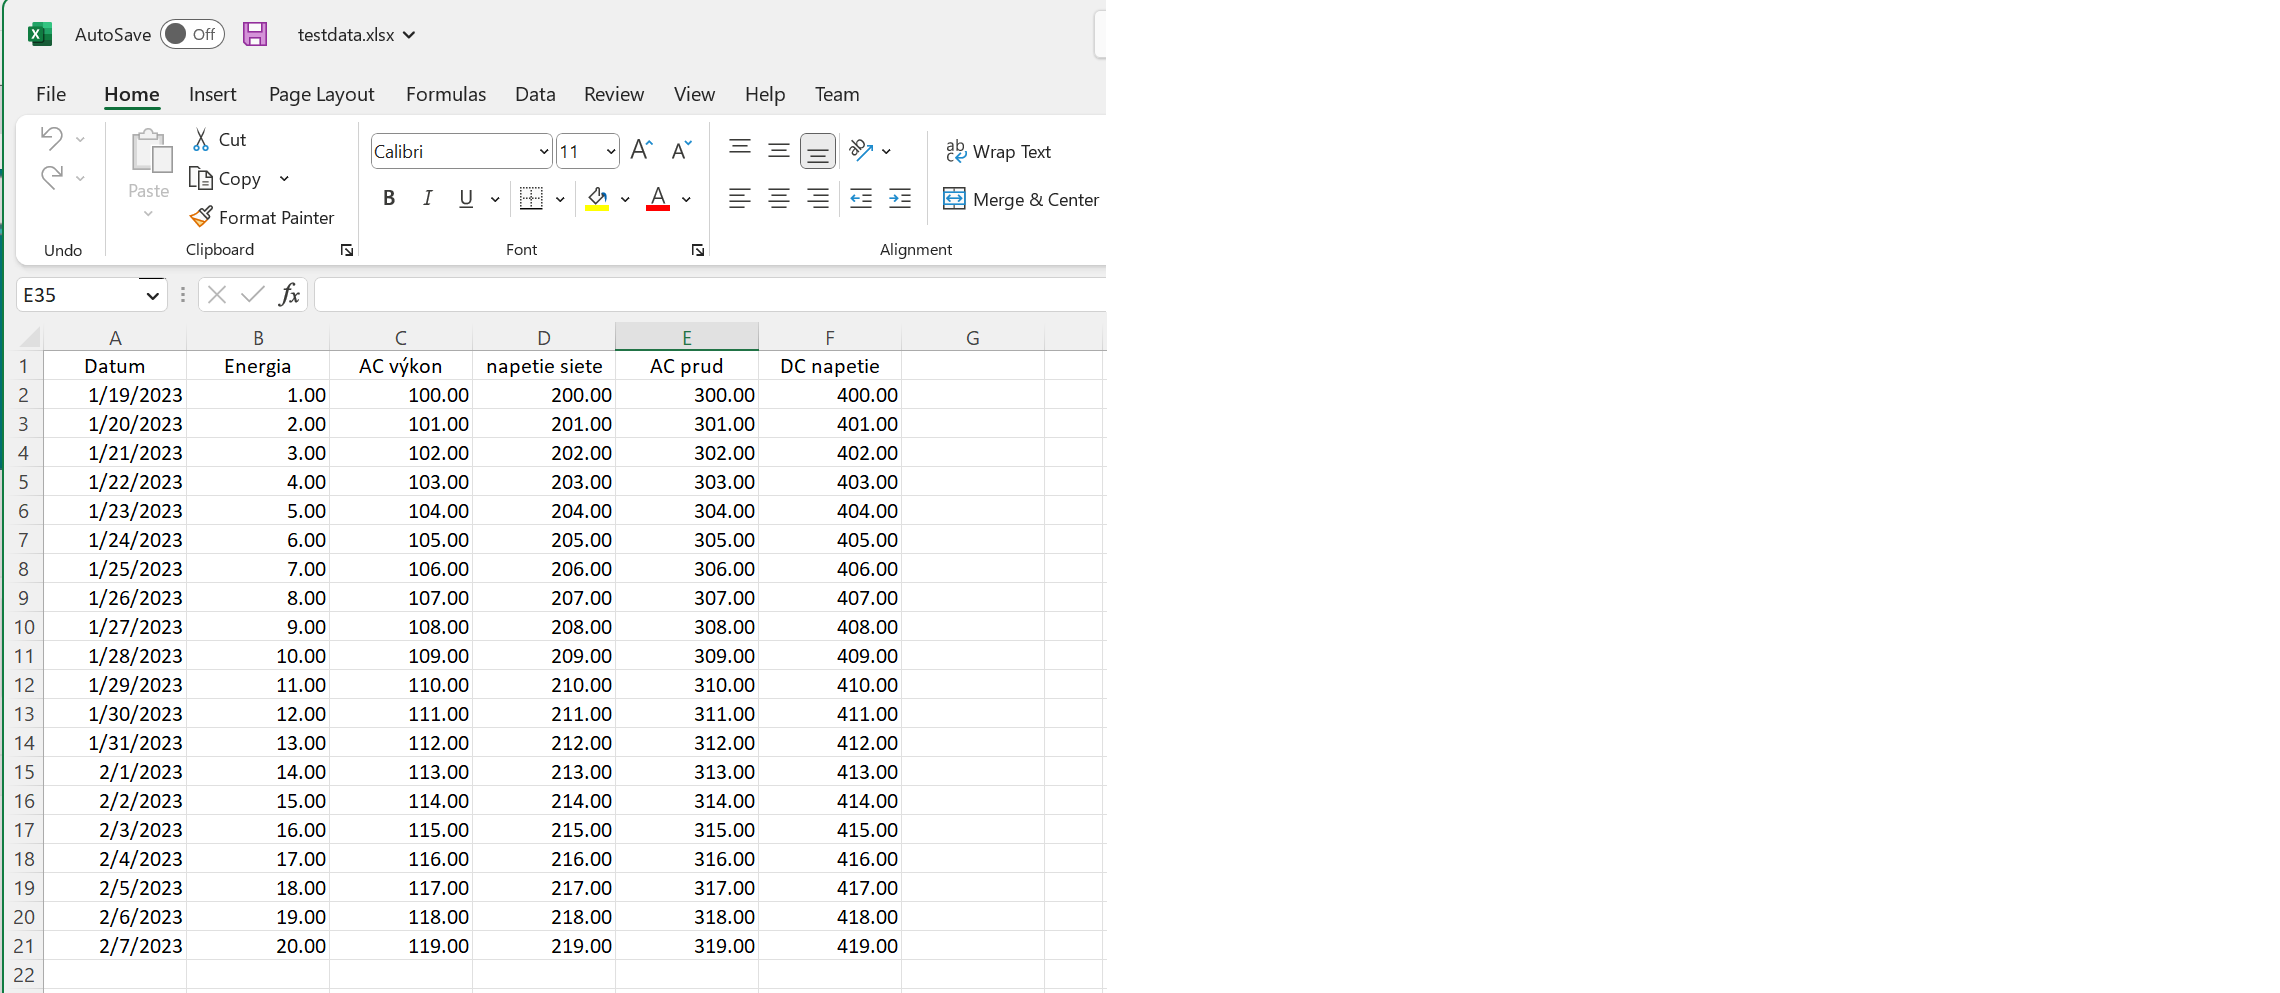 AutoSave Off testdata.xlsx
File Home Insert Page Layout Formulas Data Review View Help Team
Paste
Cut
Copy
Format Painter
Calibri 11
B I U
ab c Wrap Text
Merge & Center
Undo Clipboard Font Alignment
E35 fx
A B C D E F G
1 Datum Energia AC výkon napetie siete AC prud DC napetie
2 1/19/2023 1.00 100.00 200.00 300.00 400.00
3 1/20/2023 2.00 101.00 201.00 301.00 401.00
4 1/21/2023 3.00 102.00 202.00 302.00 402.00
5 1/22/2023 4.00 103.00 203.00 303.00 403.00
6 1/23/2023 5.00 104.00 204.00 304.00 404.00
7 1/24/2023 6.00 105.00 205.00 305.00 405.00
8 1/25/2023 7.00 106.00 206.00 306.00 406.00
9 1/26/2023 8.00 107.00 207.00 307.00 407.00
10 1/27/2023 9.00 108.00 208.00 308.00 408.00
11 1/28/2023 10.00 109.00 209.00 309.00 409.00
12 1/29/2023 11.00 110.00 210.00 310.00 410.00
13 1/30/2023 12.00 111.00 211.00 311.00 411.00
14 1/31/2023 13.00 112.00 212.00 312.00 412.00
15 2/1/2023 14.00 113.00 213.00 313.00 413.00
16 2/2/2023 15.00 114.00 214.00 314.00 414.00
17 2/3/2023 16.00 115.00 215.00 315.00 415.00
18 2/4/2023 17.00 116.00 216.00 316.00 416.00
19 2/5/2023 18.00 117.00 217.00 317.00 417.00
20 2/6/2023 19.00 118.00 218.00 318.00 418.00
21 2/7/2023 20.00 119.00 219.00 319.00 419.00
22